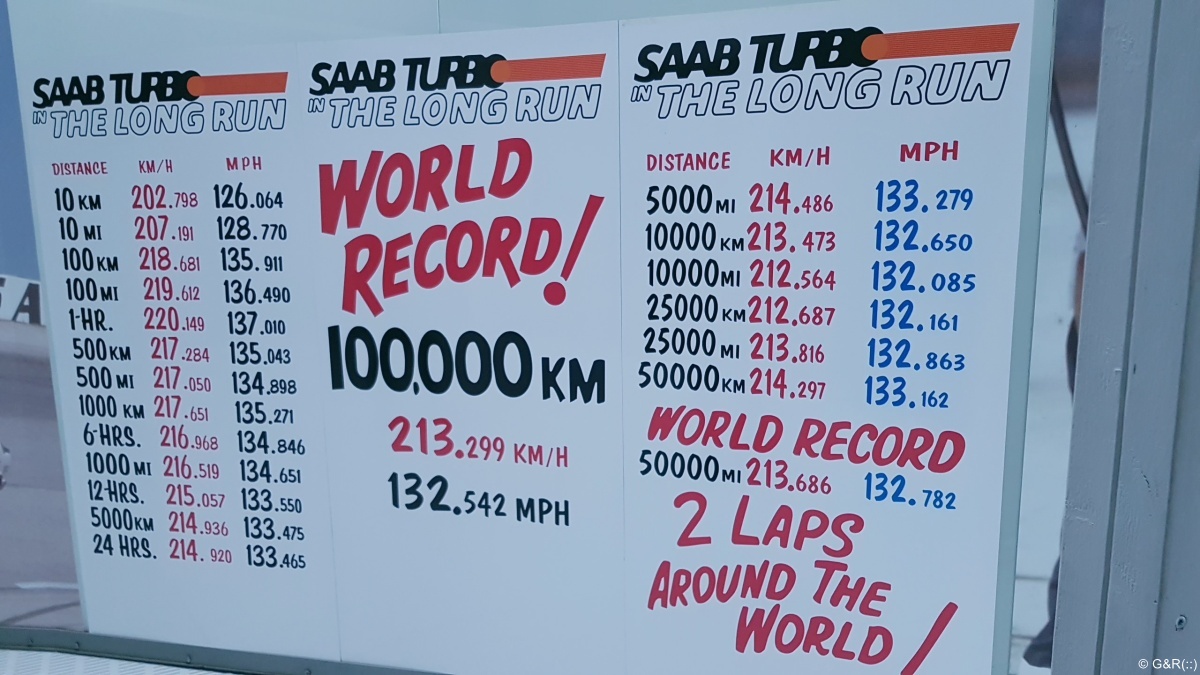 SAAB TURBO
IN THE LONG RUN
DISTANCE KM/H MPH
10 KM 202.798 126.064
10 MI 207.191 128.770
100 KM 218.681 135.911
100 MI 219.612 136.490
1-HR. 220.149 137.010
500 KM 217.284 135.043
500 MI 217.050 134.898
1000 KM 217.651 135.271
6-HRS. 216.968 134.846
1000 MI 216.519 134.651
12-HRS. 215.057 133.550
5000 KM 214.936 133.475
24 HRS. 214.920 133.465
SAAB TURBO
IN THE LONG RUN
WORLD
RECORD!
100,000 KM
213.299 KM/H
132.542 MPH
SAAB TURBO
IN THE LONG RUN
DISTANCE KM/H MPH
5000 MI 214.486 133.279
10000 KM 213.473 132.650
10000 MI 212.564 132.085
25000 KM 212.687 132.161
25000 MI 213.816 132.863
50000 KM 214.297 133.162
WORLD RECORD
50000 MI 213.686 132.782
2 LAPS
AROUND THE
WORLD!
© G&R(::)